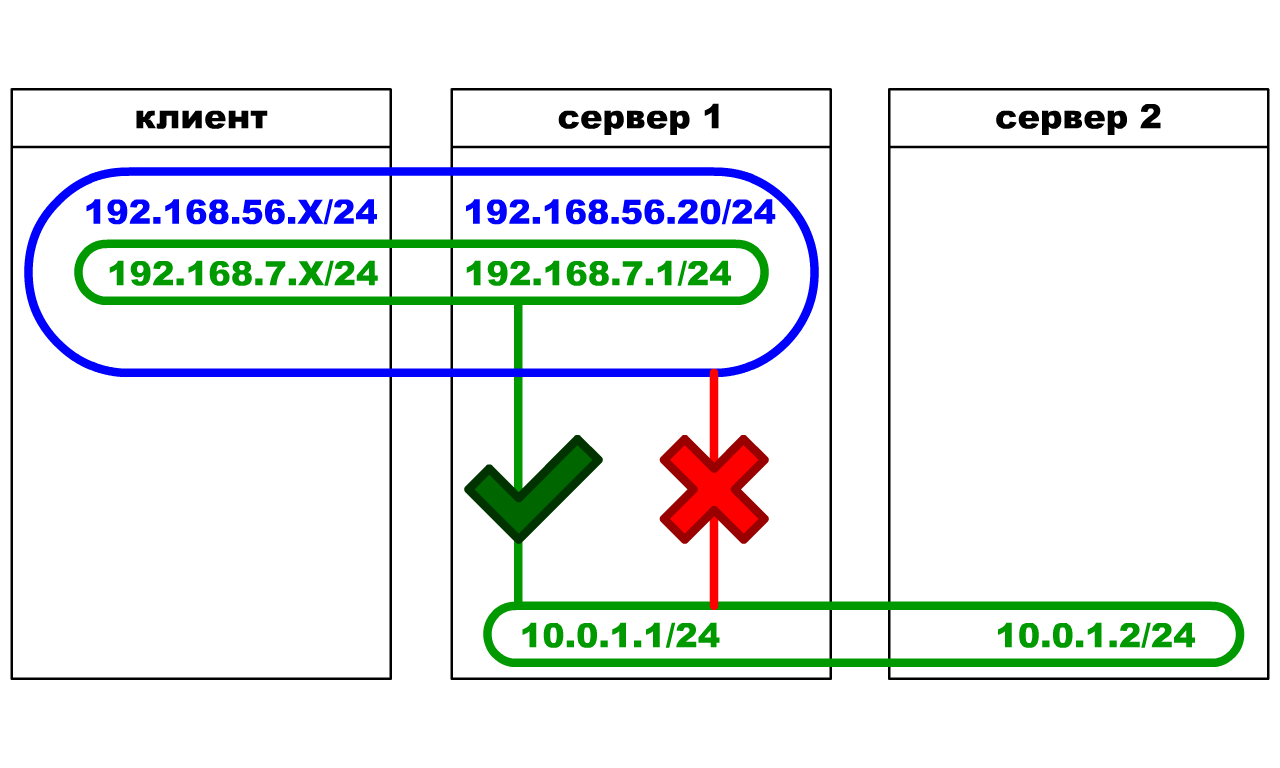 клиент
сервер 1
сервер 2
192.168.56.X/24
192.168.56.20/24
192.168.7.X/24
192.168.7.1/24
10.0.1.1/24
10.0.1.2/24